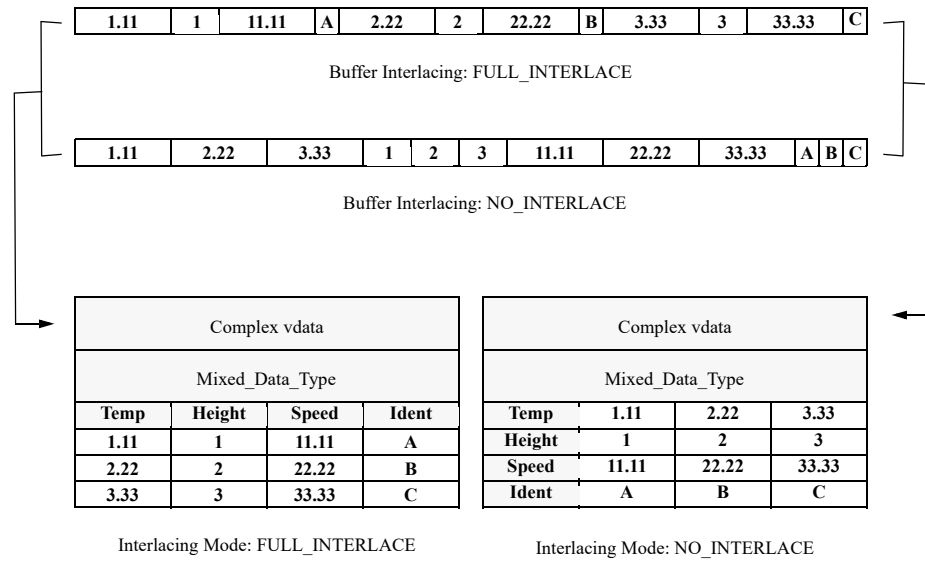 1.11 1 11.11 A 2.22 2 22.22 B 3.33 3 33.33 C
Buffer Interlacing: FULL_INTERLACE
1.11 2.22 3.33 1 2 3 11.11 22.22 33.33 A B C
Buffer Interlacing: NO_INTERLACE
Complex vdata
Mixed_Data_Type
Temp Height Speed Ident
1.11 1 11.11 A
2.22 2 22.22 B
3.33 3 33.33 C
Interlacing Mode: FULL_INTERLACE
Complex vdata
Mixed_Data_Type
Temp 1.11 2.22 3.33
Height 1 2 3
Speed 11.11 22.22 33.33
Ident A B C
Interlacing Mode: NO_INTERLACE